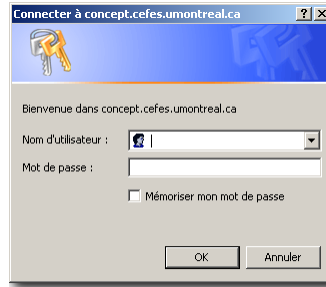 Connecter à concept.cefes.umontreal.ca
Bienvenue dans concept.cefes.umontreal.ca
Nom d'utilisateur :
Mot de passe :
Mémoriser mon mot de passe
OK Annuler